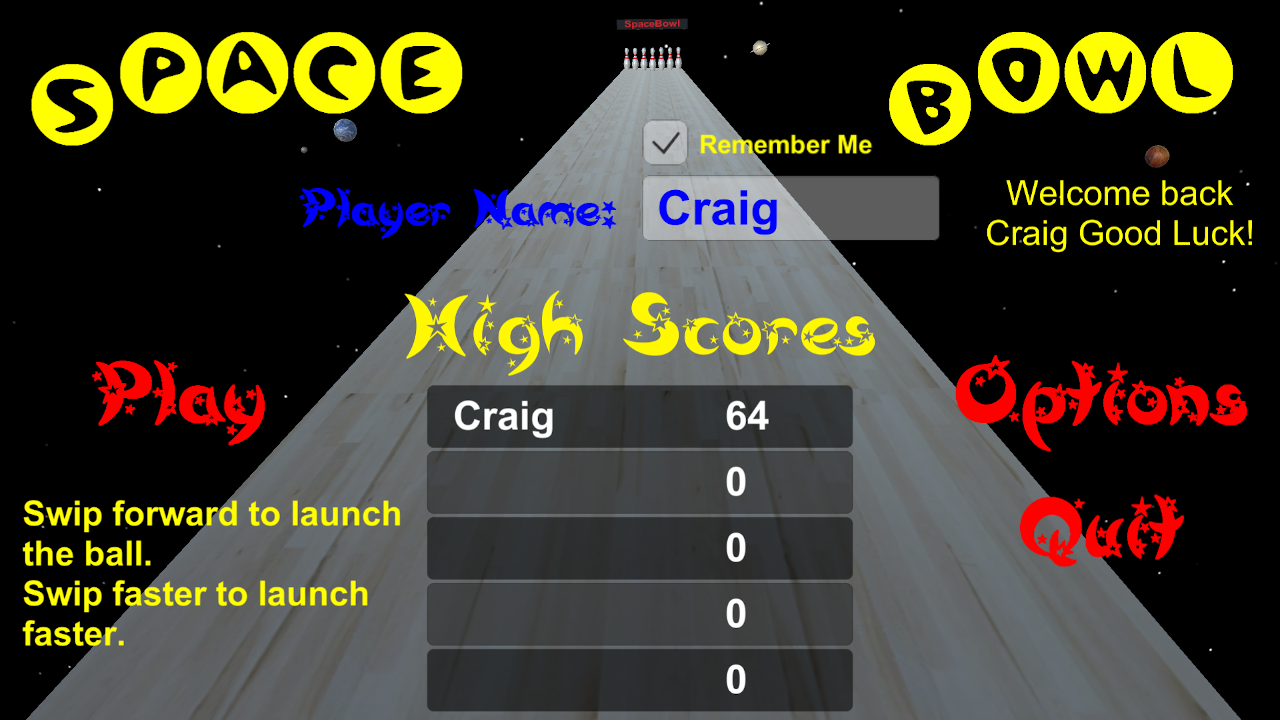 SpaceBowl
SPACE BOWL
Remember Me
Player Name: Craig
Welcome back
Craig Good Luck!
High Scores
Play
Options
Craig 64
0
0
0
0
Quit
Swip forward to launch
the ball.
Swip faster to launch
faster.